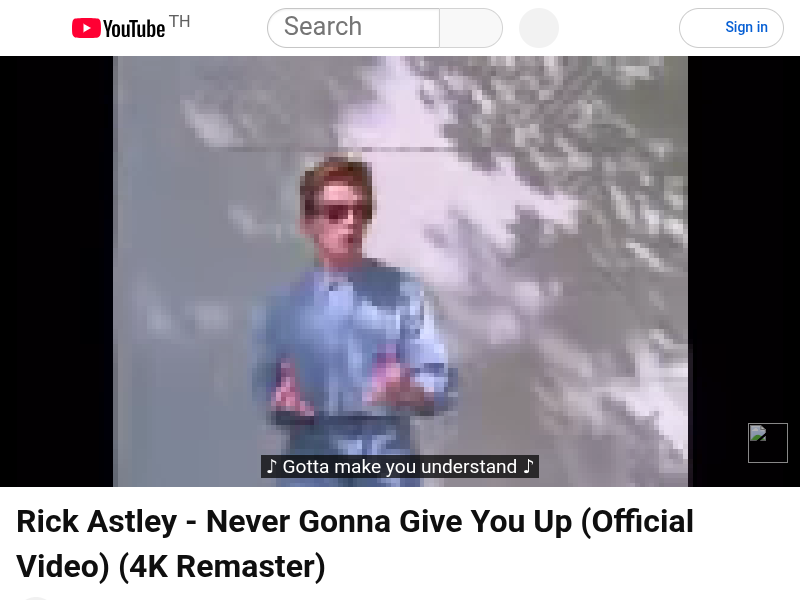 YouTube TH
Search
Sign in
♪ Gotta make you understand ♪
Rick Astley - Never Gonna Give You Up (Official
Video) (4K Remaster)